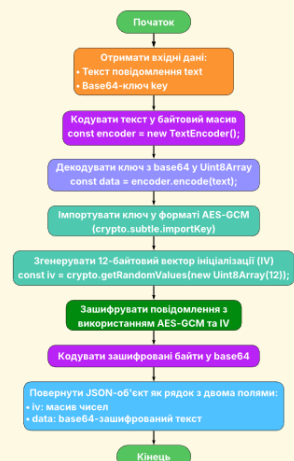 Початок
Отримати вхідні дані:
• Текст повідомлення text
• Base64-ключ key
Кодувати текст у байтовий масив
const encoder = new TextEncoder();
Декодувати ключ з base64 у Uint8Array
const data = encoder.encode(text);
Імпортувати ключ у форматі AES-GCM
(crypto.subtle.importKey)
Згенерувати 12-байтовий вектор ініціалізації (IV)
const iv = crypto.getRandomValues(new Uint8Array(12));
Зашифрувати повідомлення з
використанням AES-GCM та IV
Кодувати зашифровані байти у base64
Повернути JSON-об'єкт як рядок з двома полями:
• iv: масив чисел
• data: base64-зашифрований текст
Кінець